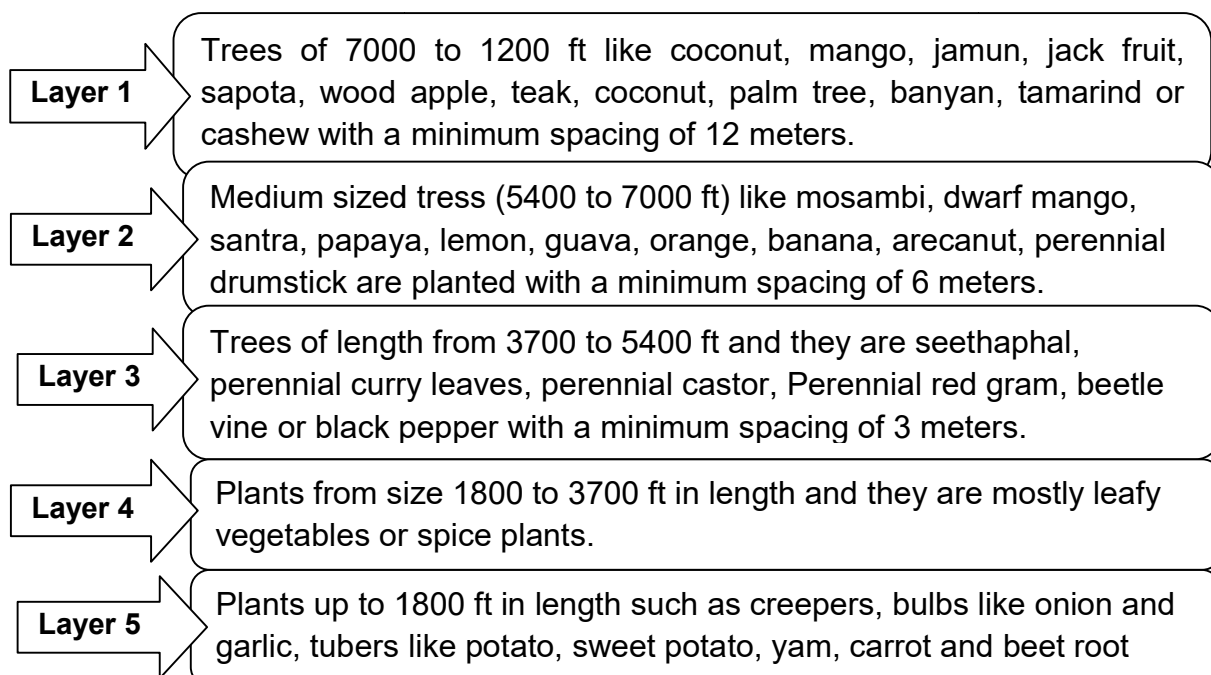 Layer 1
Trees of 7000 to 1200 ft like coconut, mango, jamun, jack fruit,
sapota, wood apple, teak, coconut, palm tree, banyan, tamarind or
cashew with a minimum spacing of 12 meters.
Layer 2
Medium sized tress (5400 to 7000 ft) like mosambi, dwarf mango,
santra, papaya, lemon, guava, orange, banana, arecanut, perennial
drumstick are planted with a minimum spacing of 6 meters.
Layer 3
Trees of length from 3700 to 5400 ft and they are seethaphal,
perennial curry leaves, perennial castor, Perennial red gram, beetle
vine or black pepper with a minimum spacing of 3 meters.
Layer 4
Plants from size 1800 to 3700 ft in length and they are mostly leafy
vegetables or spice plants.
Layer 5
Plants up to 1800 ft in length such as creepers, bulbs like onion and
garlic, tubers like potato, sweet potato, yam, carrot and beet root